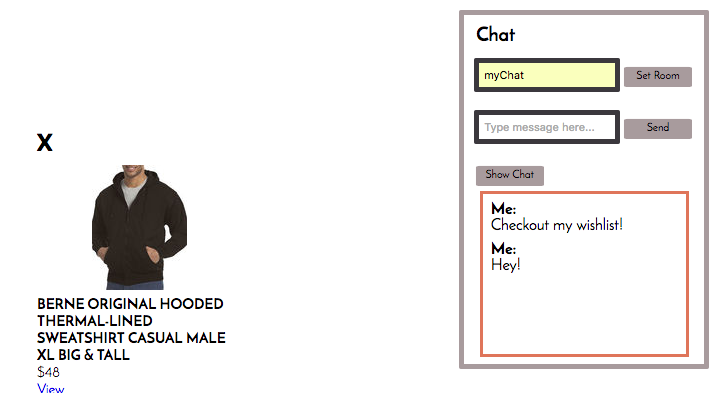 Chat
myChat
Set Room
Type message here...
Send
Show Chat
Me:
Checkout my wishlist!
Me:
Hey!
X
BERNE ORIGINAL HOODED
THERMAL-LINED
SWEATSHIRT CASUAL MALE
XL BIG & TALL
$48
View